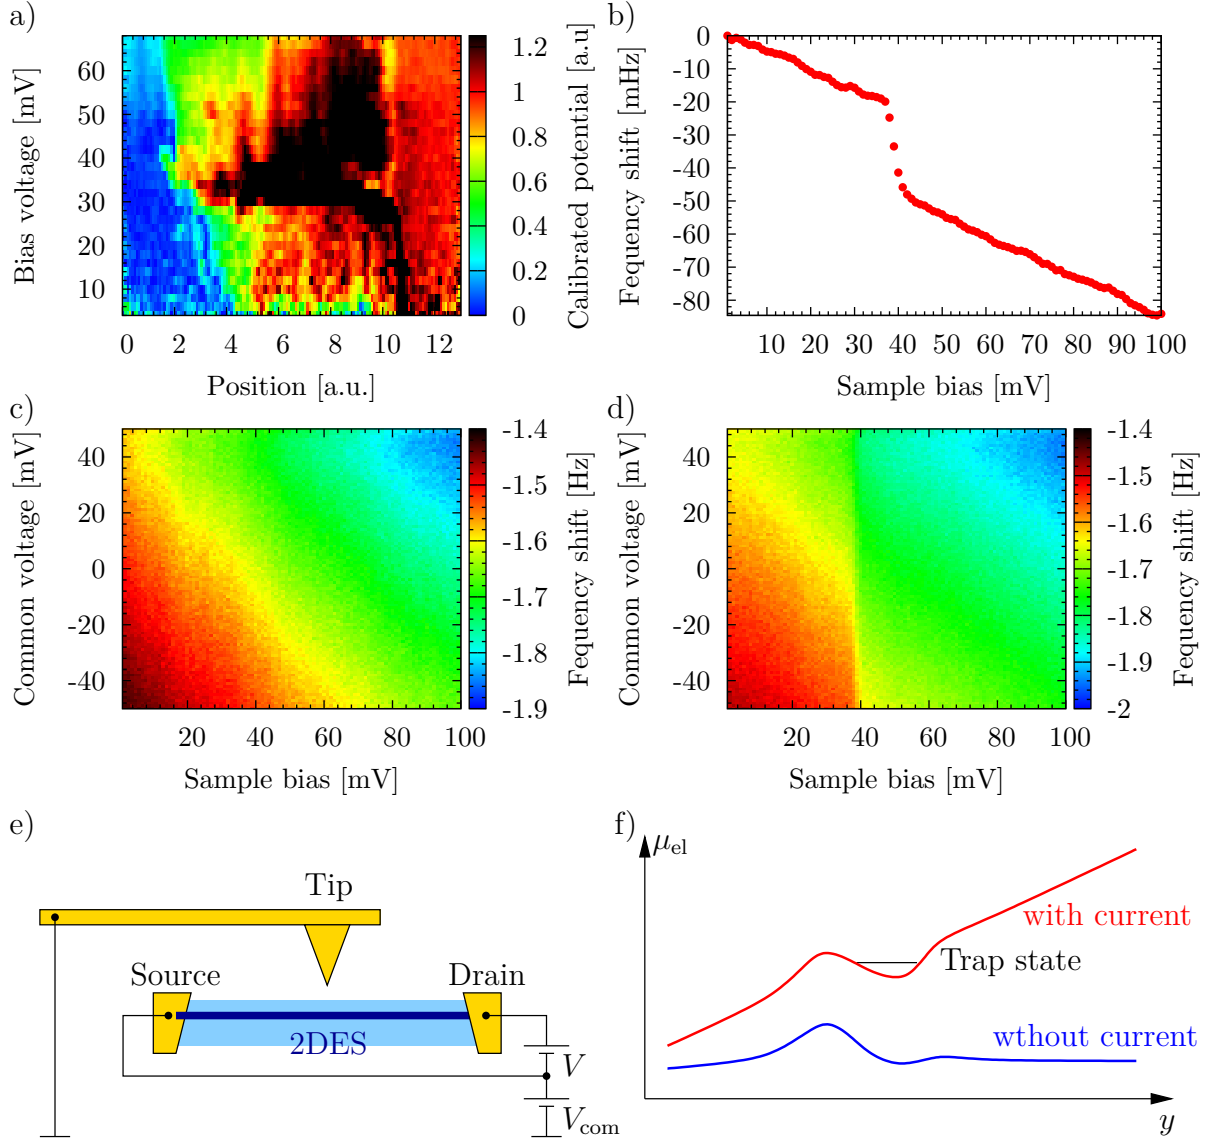 a)
Bias voltage [mV]
60
50
40
30
20
10
0 2 4 6 8 10 12
Position [a.u.]
1.2
1
0.8
0.6
0.4
0.2
0
Calibrated potential [a.u]
b)
Frequency shift [mHz]
0
-10
-20
-30
-40
-50
-60
-70
-80
10 20 30 40 50 60 70 80 90 100
Sample bias [mV]
c)
Common voltage [mV]
40
20
0
-20
-40
20 40 60 80 100
Sample bias [mV]
-1.4
-1.5
-1.6
-1.7
-1.8
-1.9
Frequency shift [Hz]
d)
Common voltage [mV]
40
20
0
-20
-40
20 40 60 80 100
Sample bias [mV]
-1.4
-1.5
-1.6
-1.7
-1.8
-1.9
-2
Frequency shift [Hz]
e)
Tip
Source
Drain
2DES
V
Vcom
f)
μel
with current
Trap state
wthout current
y